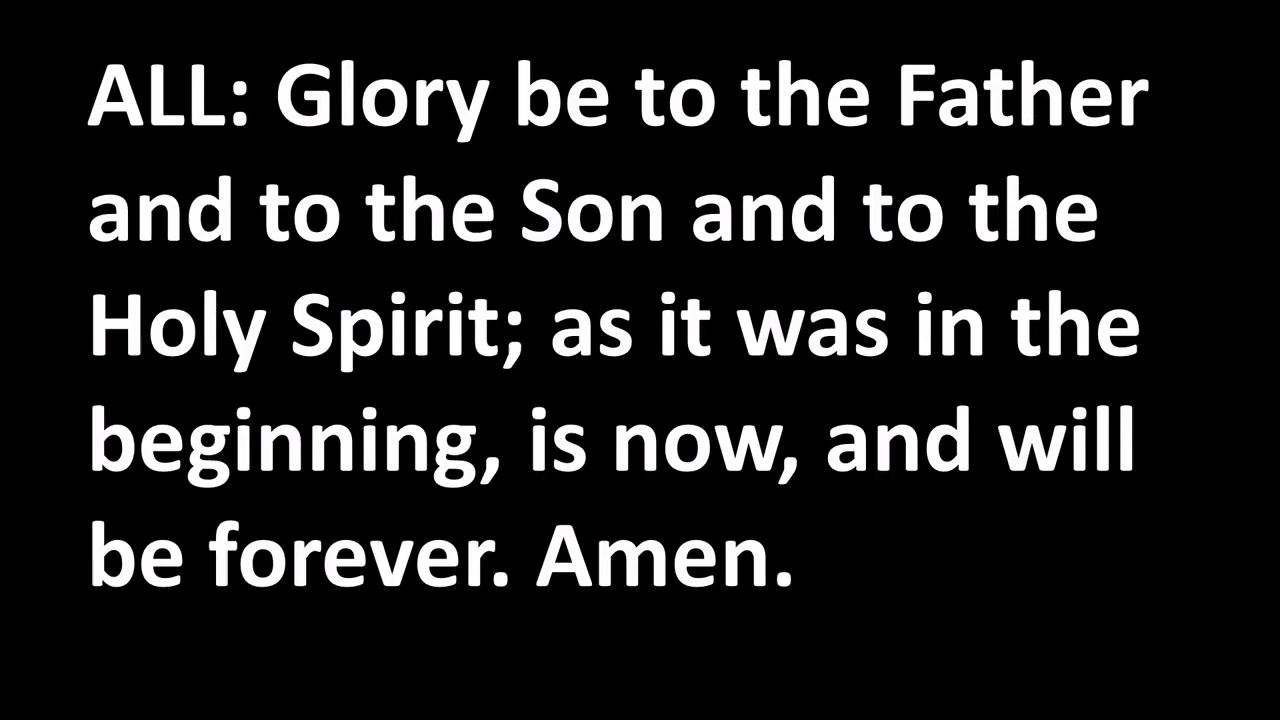 ALL: Glory be to the Father
and to the Son and to the
Holy Spirit; as it was in the
beginning, is now, and will
be forever. Amen.